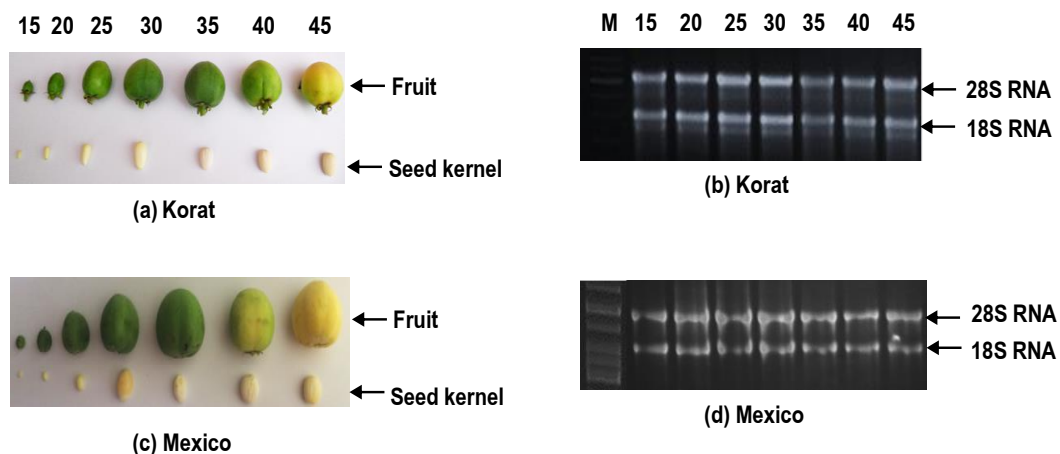 15 20 25 30 35 40 45
Fruit
Seed kernel
(a) Korat
M 15 20 25 30 35 40 45
28S RNA
18S RNA
(b) Korat
Fruit
Seed kernel
(c) Mexico
28S RNA
18S RNA
(d) Mexico